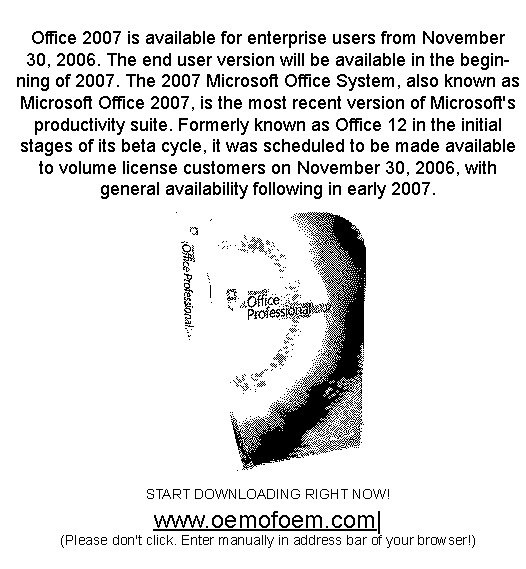 Office 2007 is available for enterprise users from November
30, 2006. The end user version will be available in the begin-
ning of 2007. The 2007 Microsoft Office System, also known as
Microsoft Office 2007, is the most recent version of Microsoft's
productivity suite. Formerly known as Office 12 in the initial
stages of its beta cycle, it was scheduled to be made available
to volume license customers on November 30, 2006, with
general availability following in early 2007.
Office Professional
Office
Professional
START DOWNLOADING RIGHT NOW!
www.oemofoem.com
(Please don't click. Enter manually in address bar of your browser!)